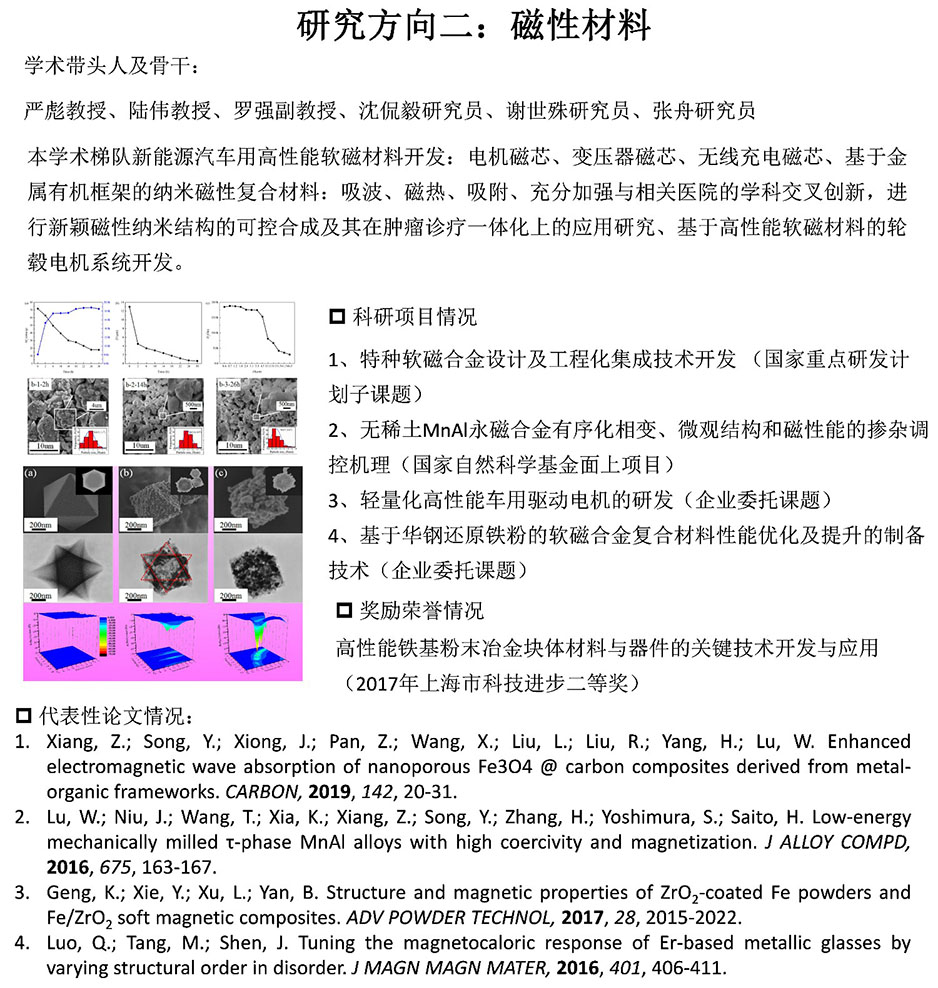 研究方向二：磁性材料
学术带头人及骨干：
严彪教授、陆伟教授、罗强副教授、沈侃毅研究员、谢世殊研究员、张舟研究员
本学术梯队新能源汽车用高性能软磁材料开发：电机磁芯、变压器磁芯、无线充电磁芯、基于金
属有机框架的纳米磁性复合材料：吸波、磁热、吸附、充分加强与相关医院的学科交叉创新，进
行新颖磁性纳米结构的可控合成及其在肿瘤诊疗一体化上的应用研究、基于高性能软磁材料的轮
毂电机系统开发。
b-1-2h
4um
10um
b-2-14h
500nm
10um
b-3-26h
500nm
10um
(a)
200nm
(b)
200nm
(c)
200nm
200nm
200nm
200nm
科研项目情况
1、特种软磁合金设计及工程化集成技术开发 （国家重点研发计
划子课题）
2、无稀土MnAl永磁合金有序化相变、微观结构和磁性能的掺杂调
控机理（国家自然科学基金面上项目）
3、轻量化高性能车用驱动电机的研发（企业委托课题）
4、基于华钢还原铁粉的软磁合金复合材料性能优化及提升的制备
技术（企业委托课题）
奖励荣誉情况
高性能铁基粉末冶金块体材料与器件的关键技术开发与应用
（2017年上海市科技进步二等奖）
代表性论文情况：
1. Xiang, Z.; Song, Y.; Xiong, J.; Pan, Z.; Wang, X.; Liu, L.; Liu, R.; Yang, H.; Lu, W. Enhanced
electromagnetic wave absorption of nanoporous Fe3O4 @ carbon composites derived from metal-
organic frameworks. CARBON, 2019, 142, 20-31.
2. Lu, W.; Niu, J.; Wang, T.; Xia, K.; Xiang, Z.; Song, Y.; Zhang, H.; Yoshimura, S.; Saito, H. Low-energy
mechanically milled τ-phase MnAl alloys with high coercivity and magnetization. J ALLOY COMPD,
2016, 675, 163-167.
3. Geng, K.; Xie, Y.; Xu, L.; Yan, B. Structure and magnetic properties of ZrO₂-coated Fe powders and
Fe/ZrO₂ soft magnetic composites. ADV POWDER TECHNOL, 2017, 28, 2015-2022.
4. Luo, Q.; Tang, M.; Shen, J. Tuning the magnetocaloric response of Er-based metallic glasses by
varying structural order in disorder. J MAGN MAGN MATER, 2016, 401, 406-411.